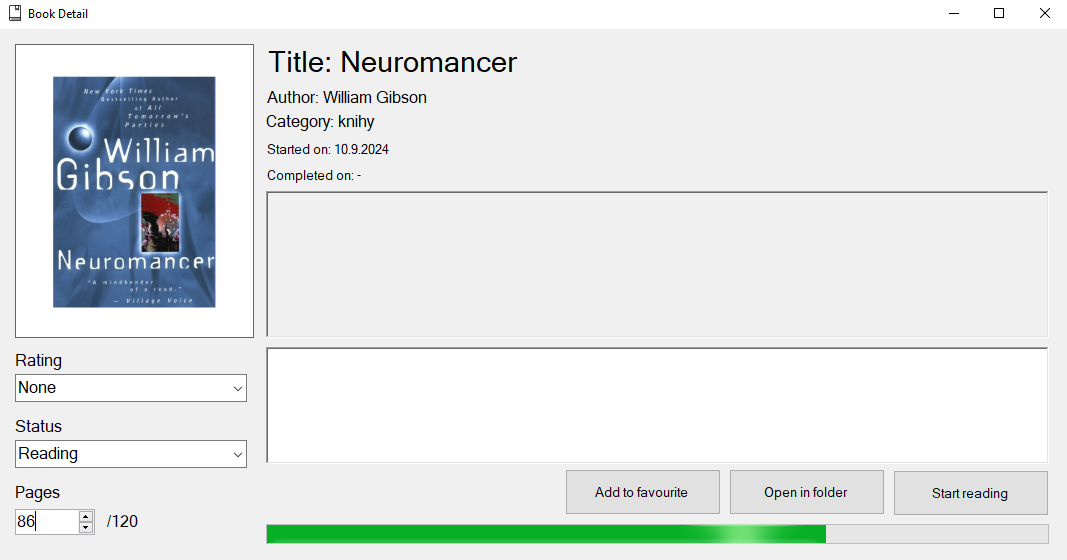 Book Detail
New York Times
Bestselling Author
of All
Tomorrow's
Parties
William
Gibson
Neuromancer
"A mindbender
of a read."
— Village Voice
Title: Neuromancer
Author: William Gibson
Category: knihy
Started on: 10.9.2024
Completed on: -
Rating
None
Status
Reading
Pages
86 /120
Add to favourite
Open in folder
Start reading